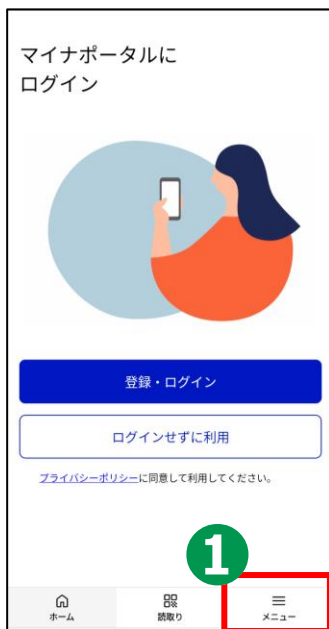 マイナポータルに
ログイン
登録・ログイン
ログインせずに利用
プライバシーポリシーに同意して利用してください。
1
ホーム
読取り
メニュー